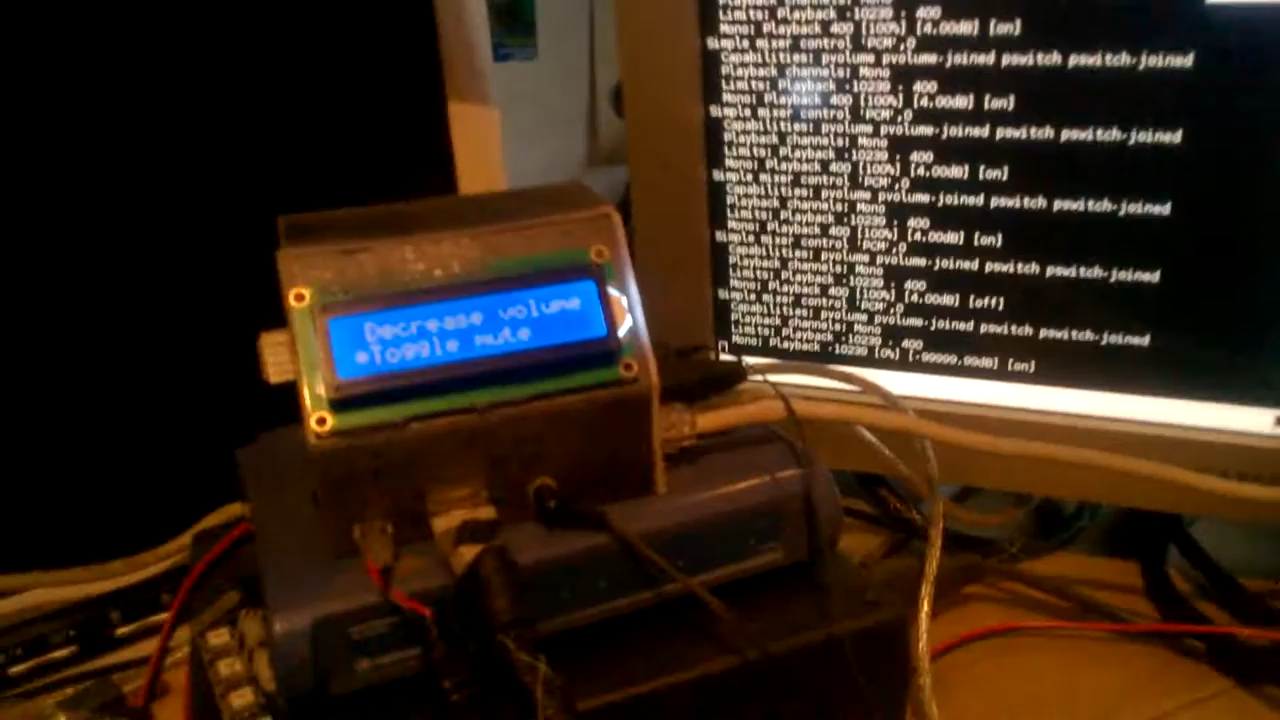 Decrease volume
*Toggle mute
Playback channels: Mono
Limits: Playback -10239 - 400
Mono: Playback 400 [100%] [4.00dB] [on]
Simple mixer control 'PCM',0
Capabilities: pvolume pvolume-joined pswitch pswitch-joined
Playback channels: Mono
Limits: Playback -10239 - 400
Mono: Playback 400 [100%] [4.00dB] [on]
Simple mixer control 'PCM',0
Capabilities: pvolume pvolume-joined pswitch pswitch-joined
Playback channels: Mono
Limits: Playback -10239 - 400
Mono: Playback 400 [100%] [4.00dB] [on]
Simple mixer control 'PCM',0
Capabilities: pvolume pvolume-joined pswitch pswitch-joined
Playback channels: Mono
Limits: Playback -10239 - 400
Mono: Playback 400 [100%] [4.00dB] [on]
Simple mixer control 'PCM',0
Capabilities: pvolume pvolume-joined pswitch pswitch-joined
Playback channels: Mono
Limits: Playback -10239 - 400
Mono: Playback 400 [100%] [4.00dB] [off]
Simple mixer control 'PCM',0
Capabilities: pvolume pvolume-joined pswitch pswitch-joined
Playback channels: Mono
Limits: Playback -10239 - 400
Mono: Playback -10239 [0%] [-99999.99dB] [on]